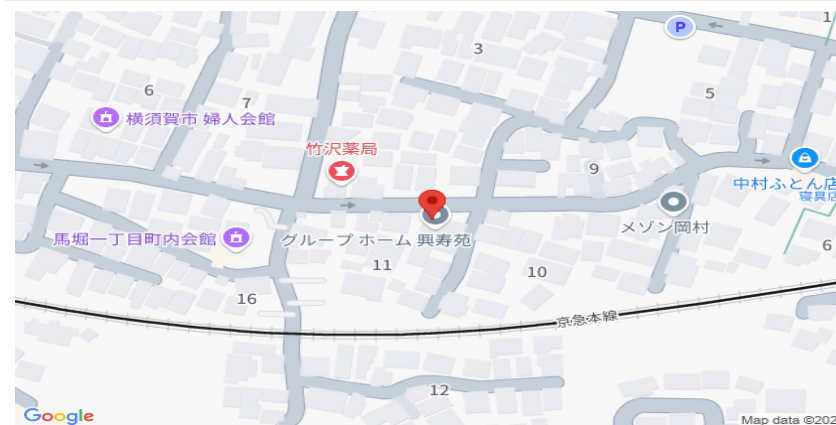 1
P
3
6
7
5
横須賀市 婦人会館
竹沢薬局
9
中村ふとん店
寝具店
馬堀一丁目町内会館
グループ ホーム 興寿苑
メゾン岡村
11
10
6
16
京急本線
12
Google
Map data ©202